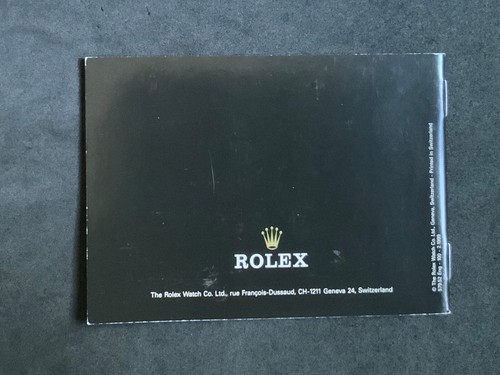 ROLEX
The Rolex Watch Co. Ltd., rue François-Dussaud, CH-1211 Geneva 24, Switzerland
© The Rolex Watch Co. Ltd., Geneva, Switzerland - Printed in Switzerland
Eng